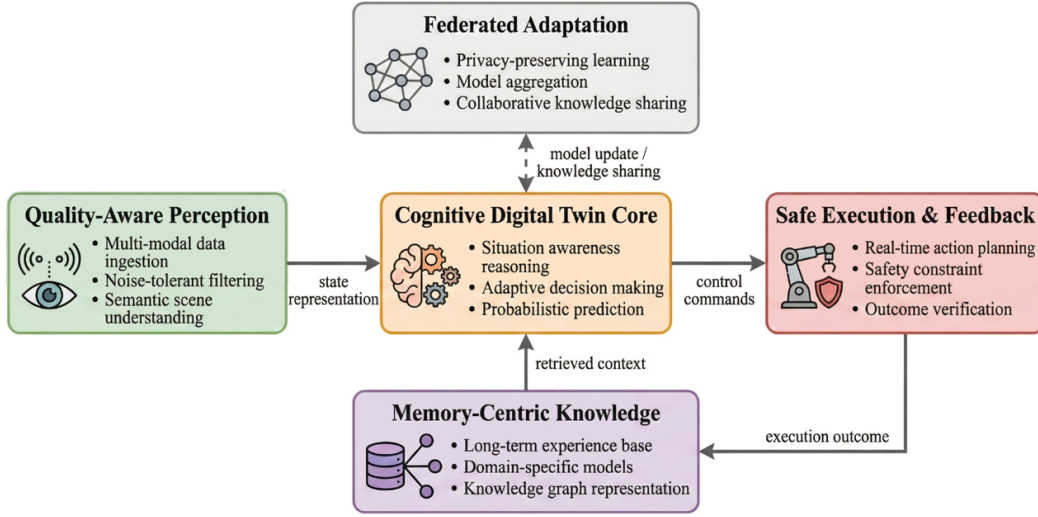 Federated Adaptation
• Privacy-preserving learning
• Model aggregation
• Collaborative knowledge sharing
model update /
knowledge sharing
Quality-Aware Perception
• Multi-modal data
ingestion
• Noise-tolerant filtering
• Semantic scene
understanding
state
representation
Cognitive Digital Twin Core
• Situation awareness
reasoning
• Adaptive decision making
• Probabilistic prediction
control
commands
Safe Execution & Feedback
• Real-time action planning
• Safety constraint
enforcement
• Outcome verification
retrieved context
execution outcome
Memory-Centric Knowledge
• Long-term experience base
• Domain-specific models
• Knowledge graph representation